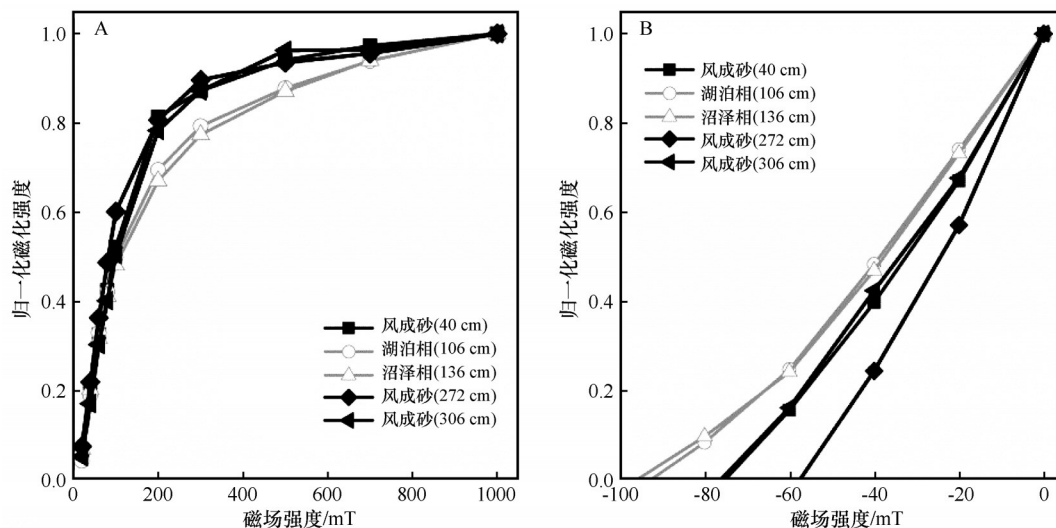 A
归一化磁化强度
1.0
0.8
0.6
0.4
0.2
0.0
风成砂(40 cm)
湖泊相(106 cm)
沼泽相(136 cm)
风成砂(272 cm)
风成砂(306 cm)
0
200
400
600
800
1000
磁场强度/mT
B
归一化磁化强度
1.0
0.8
0.6
0.4
0.2
0.0
风成砂(40 cm)
湖泊相(106 cm)
沼泽相(136 cm)
风成砂(272 cm)
风成砂(306 cm)
-100
-80
-60
-40
-20
0
磁场强度/mT